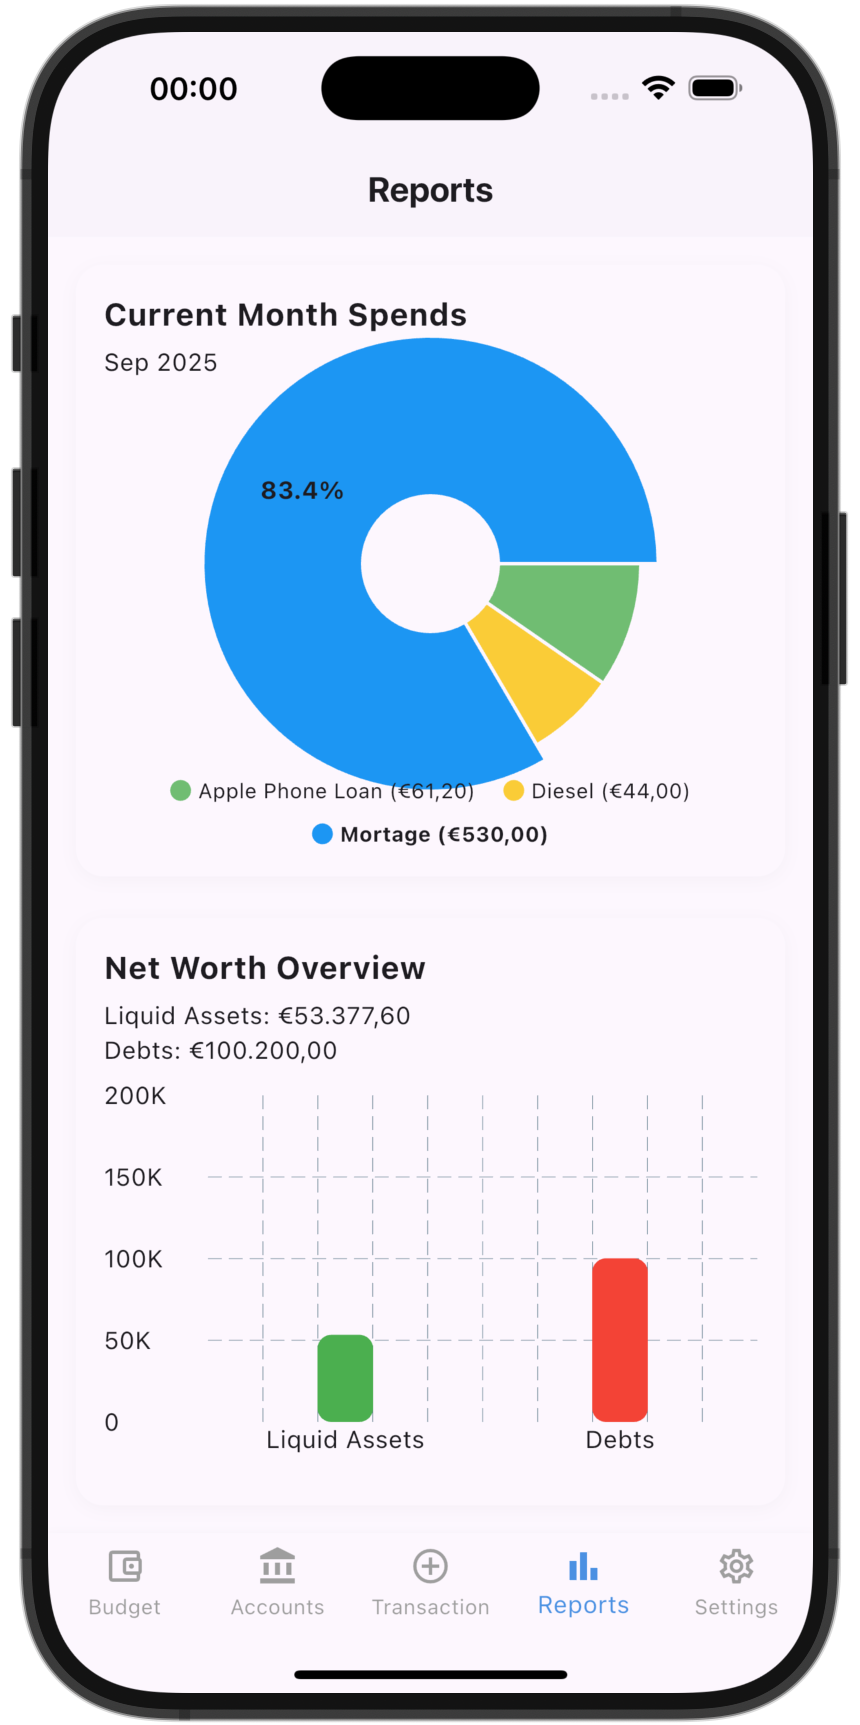 00:00
Reports
Current Month Spends
Sep 2025
83.4%
Apple Phone Loan (€61,20) Diesel (€44,00)
Mortage (€530,00)
Net Worth Overview
Liquid Assets: €53.377,60
Debts: €100.200,00
200K
150K
100K
50K
0
Liquid Assets Debts
Budget Accounts Transaction Reports Settings